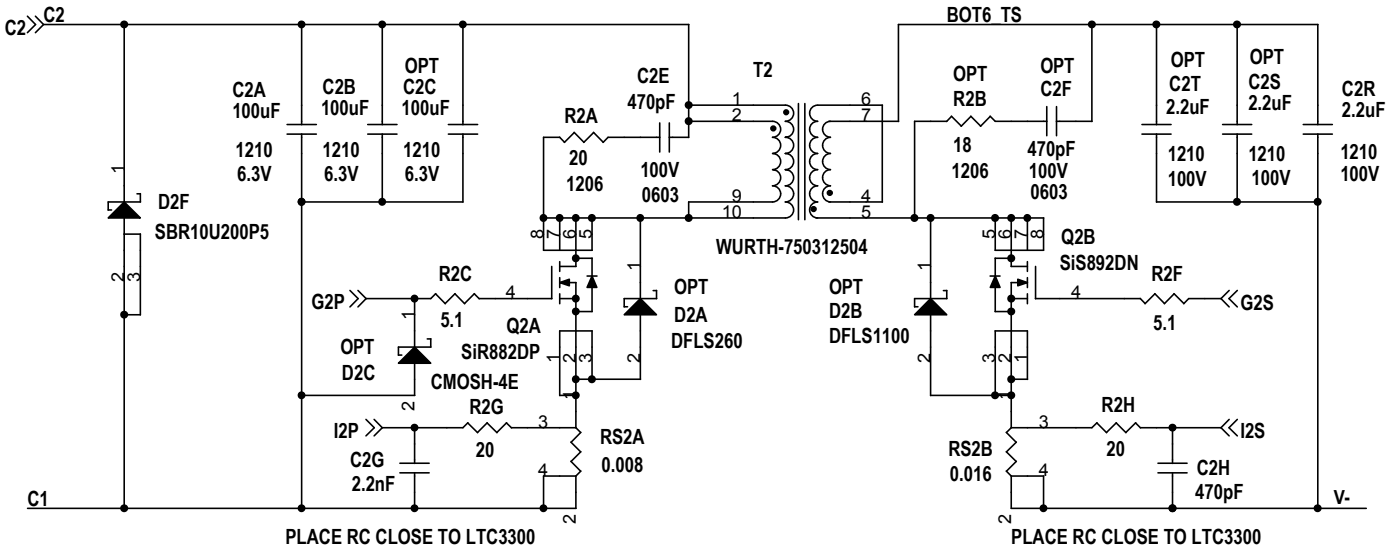 C2
C2
BOT6_TS
OPT
C2A
100uF
1210
6.3V
C2B
100uF
1210
6.3V
OPT
C2C
100uF
1210
6.3V
C2E
470pF
100V
0603
R2A
20
1206
T2
1
2
9
10
6
7
4
5
WURTH-750312504
OPT
R2B
18
1206
OPT
C2F
470pF
100V
0603
OPT
C2T
2.2uF
1210
100V
OPT
C2S
2.2uF
1210
100V
C2R
2.2uF
1210
100V
1
D2F
SBR10U200P5
2
3
8
7
6
5
G2P
R2C
5.1
4
Q2A
SiR882DP
1
2
3
1
OPT
D2A
DFLS260
2
1
OPT
D2C
CMOSH-4E
2
I2P
R2G
20
C2G
2.2nF
3
1
RS2A
0.008
4
2
5
6
7
8
Q2B
SiS892DN
4
R2F
5.1
G2S
1
OPT
D2B
DFLS1100
2
3
2
1
1
3
R2H
20
I2S
RS2B
0.016
4
2
C2H
470pF
C1
V-
PLACE RC CLOSE TO LTC3300
PLACE RC CLOSE TO LTC3300